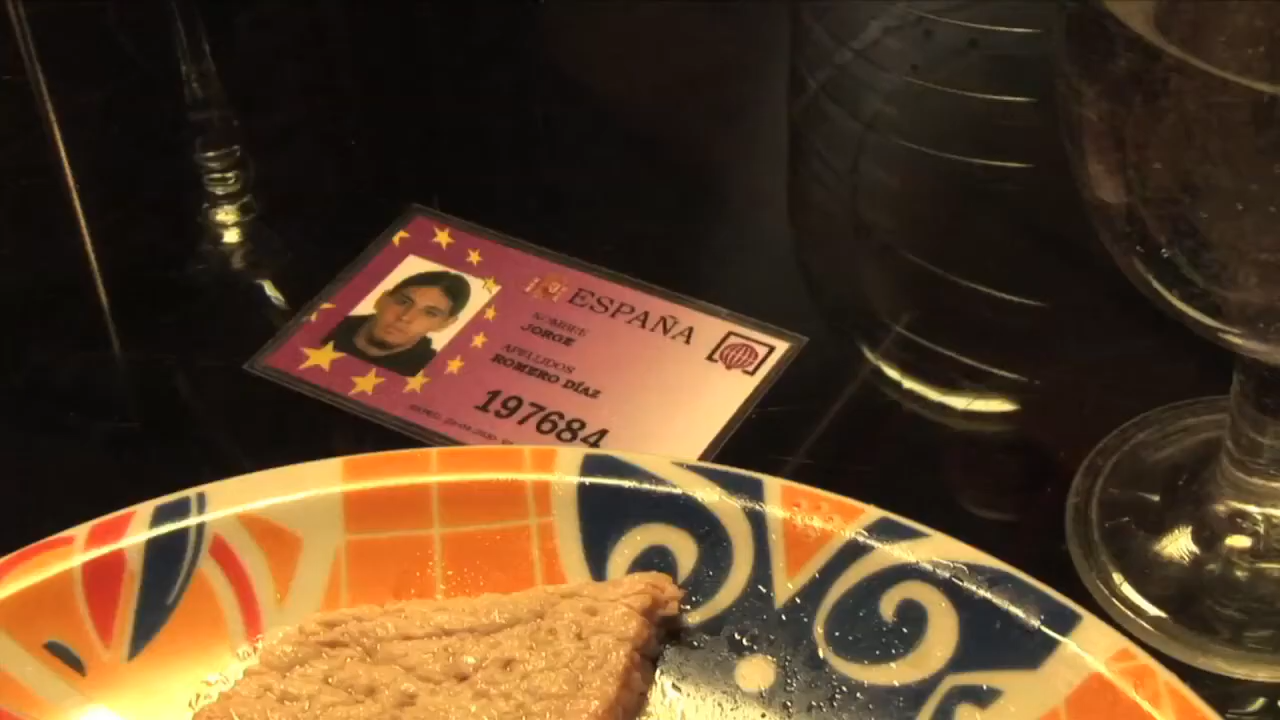 ESPAÑA
NOMBRE
JORGE
APELLIDOS
ROMERO DÍAZ
197684